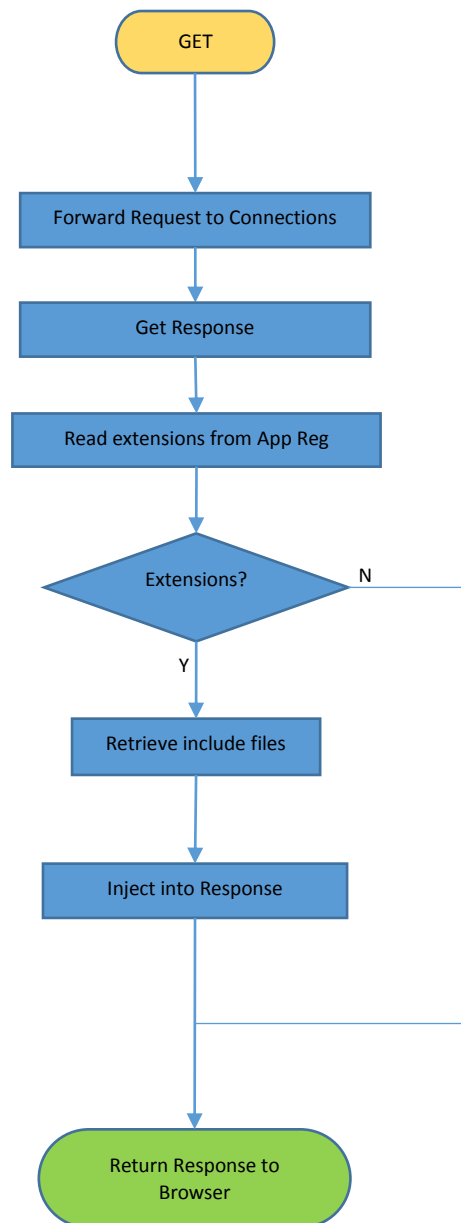 GET
Forward Request to Connections
Get Response
Read extensions from App Reg
Extensions?
N
Y
Retrieve include files
Inject into Response
Return Response to
Browser